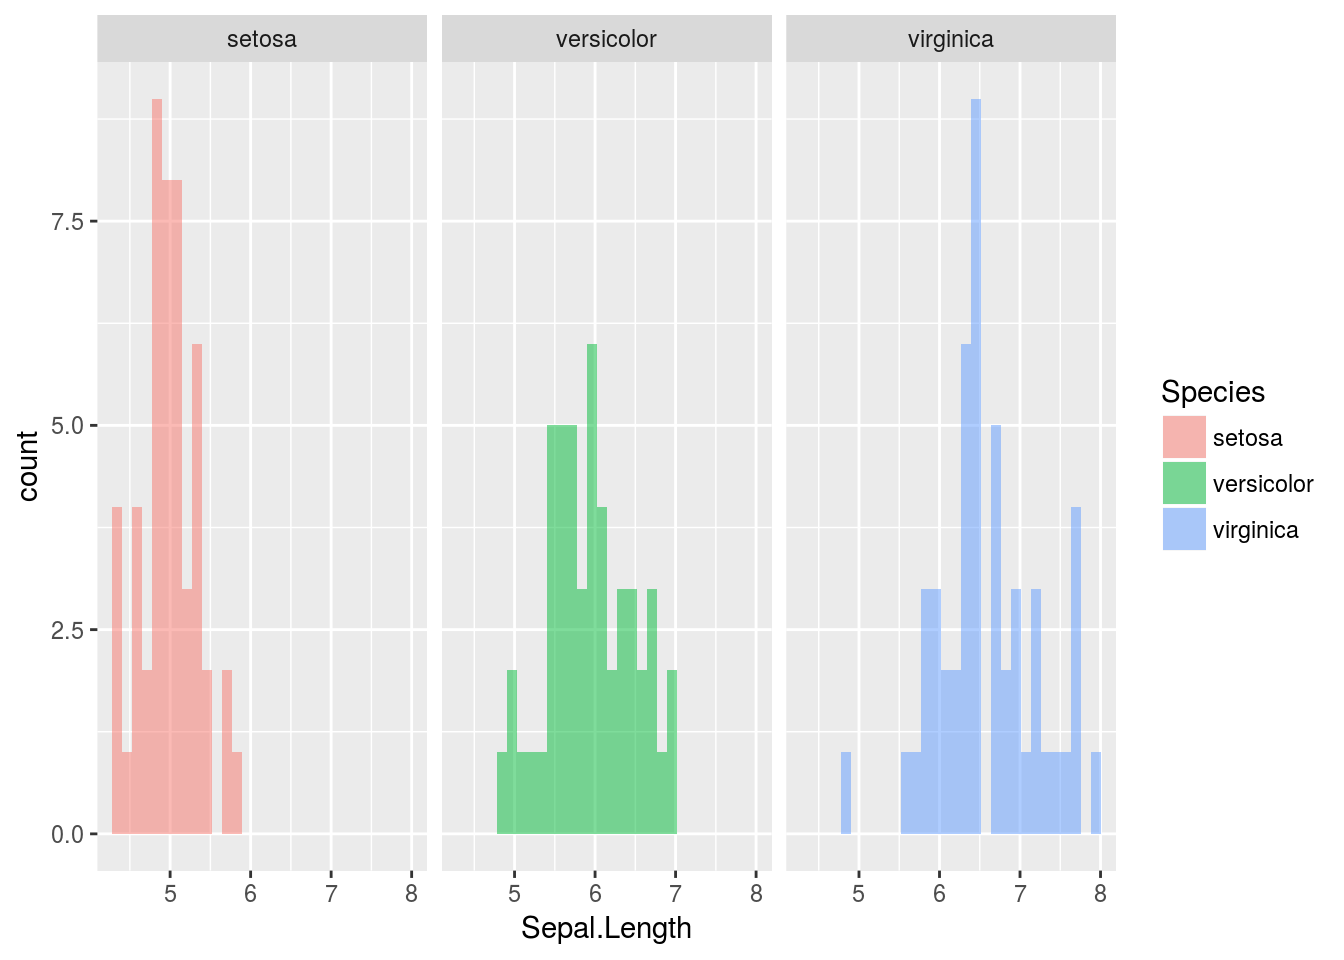 setosa versicolor virginica
7.5
5.0
2.5
0.0
count
5 6 7 8 5 6 7 8 5 6 7 8
Sepal.Length
Species
setosa
versicolor
virginica